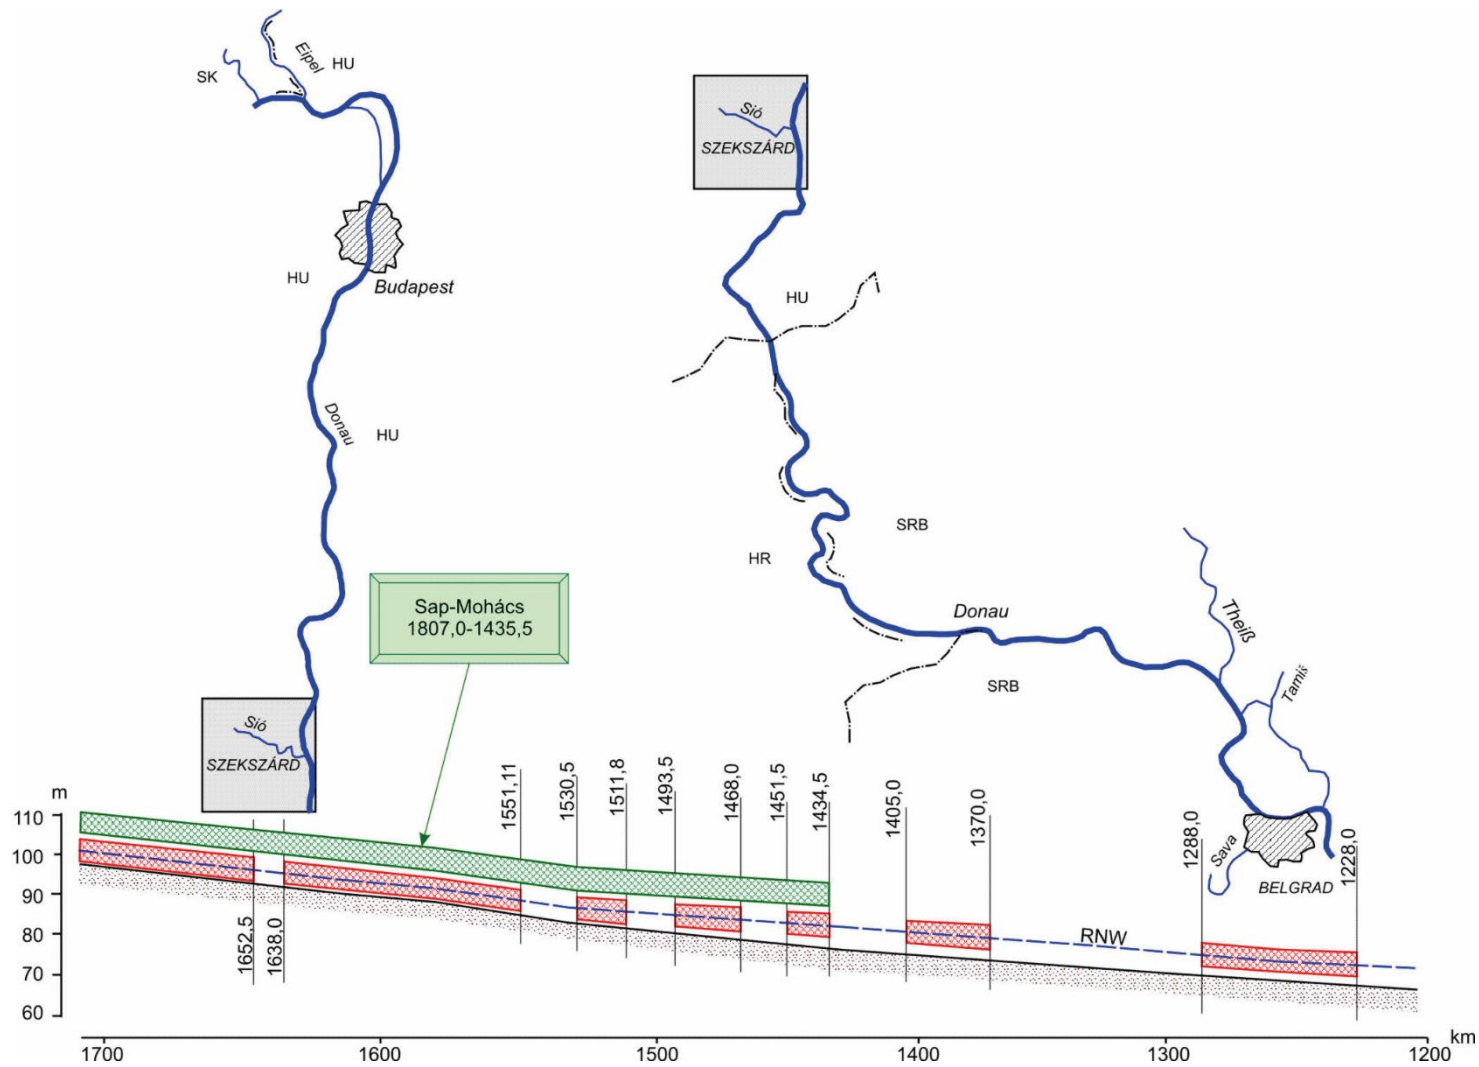 Eipel
HU
SK
Sió
SZEKSZÁRD
HU
Budapest
HU
Donau
HU
SRB
HR
Theiß
Sap-Mohács
1807,0-1435,5
Donau
SRB
Tamiš
Sió
SZEKSZÁRD
m
1551,11
1530,5
1511,8
1493,5
1468,0
1451,5
1434,5
1405,0
1370,0
1288,0
Sava
1228,0
BELGRAD
110
100
90
80
70
60
1652,5
1638,0
RNW
km
1700
1600
1500
1400
1300
1200